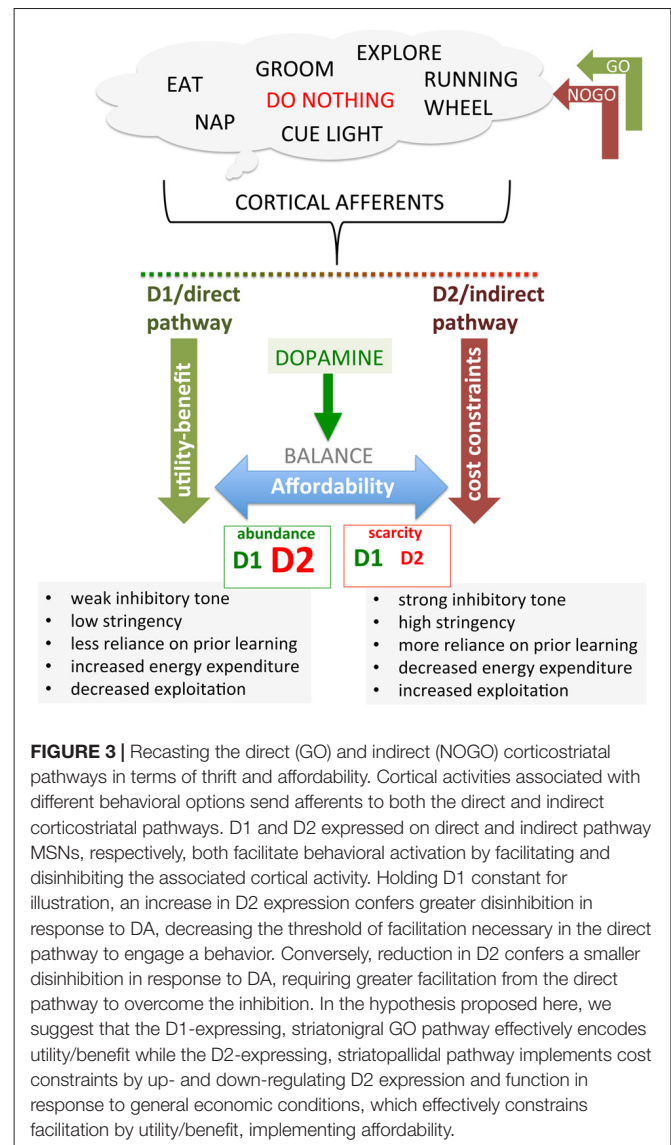 EXPLORE
GROOM
EAT
RUNNING
WHEEL
DO NOTHING
NAP
CUE LIGHT
GO
NOGO
CORTICAL AFFERENTS
D1/direct
pathway
D2/indirect
pathway
DOPAMINE
utility-benefit
cost constraints
BALANCE
Affordability
abundance
D1 D2
scarcity
D1 D2
• weak inhibitory tone
• low stringency
• less reliance on prior learning
• increased energy expenditure
• decreased exploitation
• strong inhibitory tone
• high stringency
• more reliance on prior learning
• decreased energy expenditure
• increased exploitation
FIGURE 3 | Recasting the direct (GO) and indirect (NOGO) corticostriatal
pathways in terms of thrift and affordability. Cortical activities associated with
different behavioral options send afferents to both the direct and indirect
corticostriatal pathways. D1 and D2 expressed on direct and indirect pathway
MSNs, respectively, both facilitate behavioral activation by facilitating and
disinhibiting the associated cortical activity. Holding D1 constant for
illustration, an increase in D2 expression confers greater disinhibition in
response to DA, decreasing the threshold of facilitation necessary in the direct
pathway to engage a behavior. Conversely, reduction in D2 confers a smaller
disinhibition in response to DA, requiring greater facilitation from the direct
pathway to overcome the inhibition. In the hypothesis proposed here, we
suggest that the D1-expressing, striatonigral GO pathway effectively encodes
utility/benefit while the D2-expressing, striatopallidal pathway implements cost
constraints by up- and down-regulating D2 expression and function in
response to general economic conditions, which effectively constrains
facilitation by utility/benefit, implementing affordability.